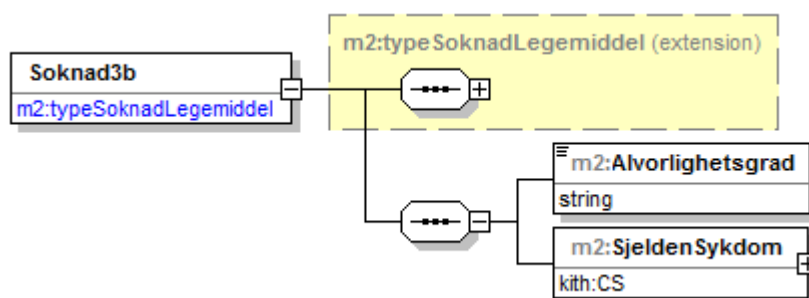 m2:typeSoknadLegemiddel (extension)
Soknad3b
m2:typeSoknadLegemiddel
m2:Alvorlighetsgrad
string
m2:SjeldenSykdom
kith:CS